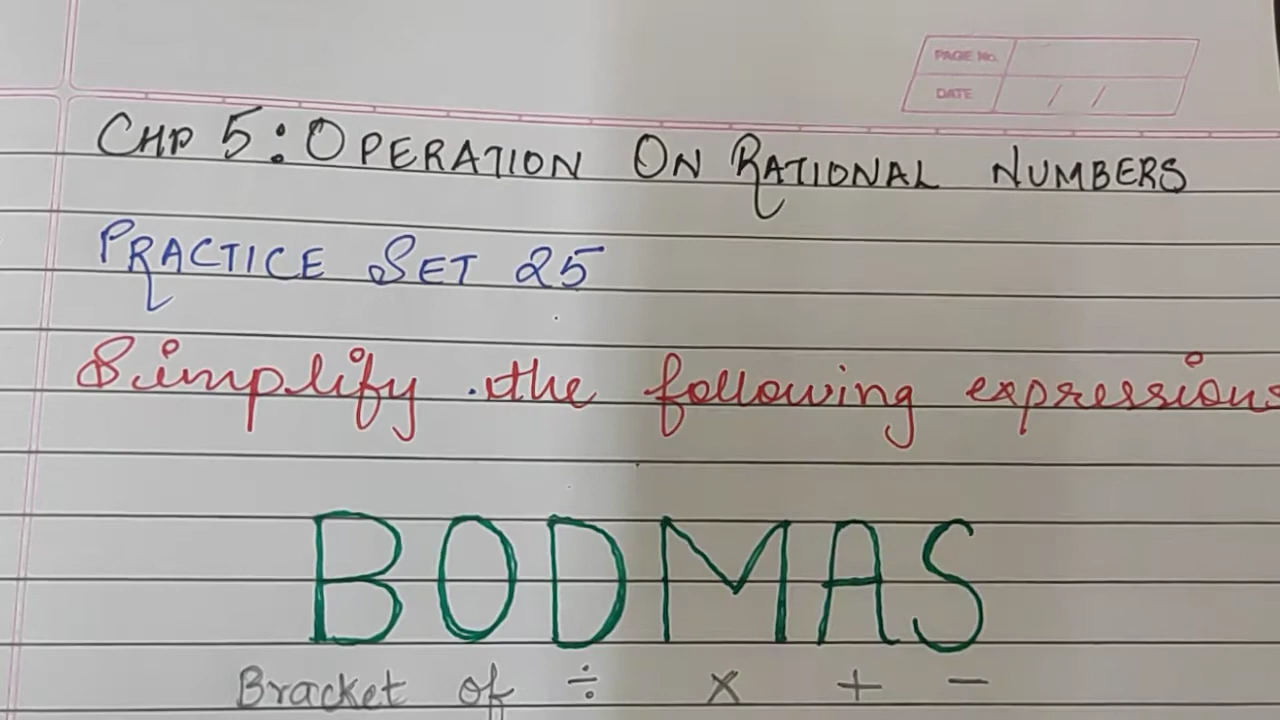 PAGE No.
DATE / /
CHP 5: OPERATION ON RATIONAL NUMBERS
PRACTICE SET 25
Simplify the following expressions
BODMAS
Bracket of ÷ × + −